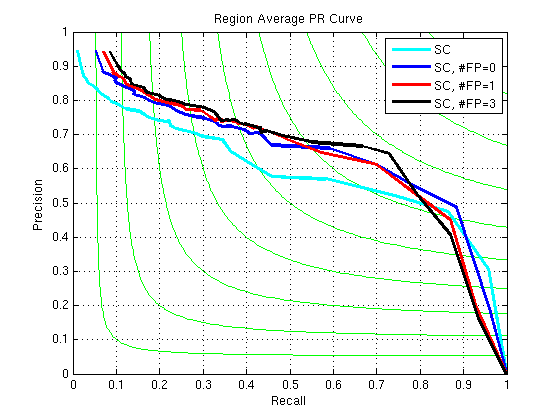 Region Average PR Curve
SC
SC, #FP=0
SC, #FP=1
SC, #FP=3
Precision
1
0.9
0.8
0.7
0.6
0.5
0.4
0.3
0.2
0.1
0
0 0.1 0.2 0.3 0.4 0.5 0.6 0.7 0.8 0.9 1
Recall